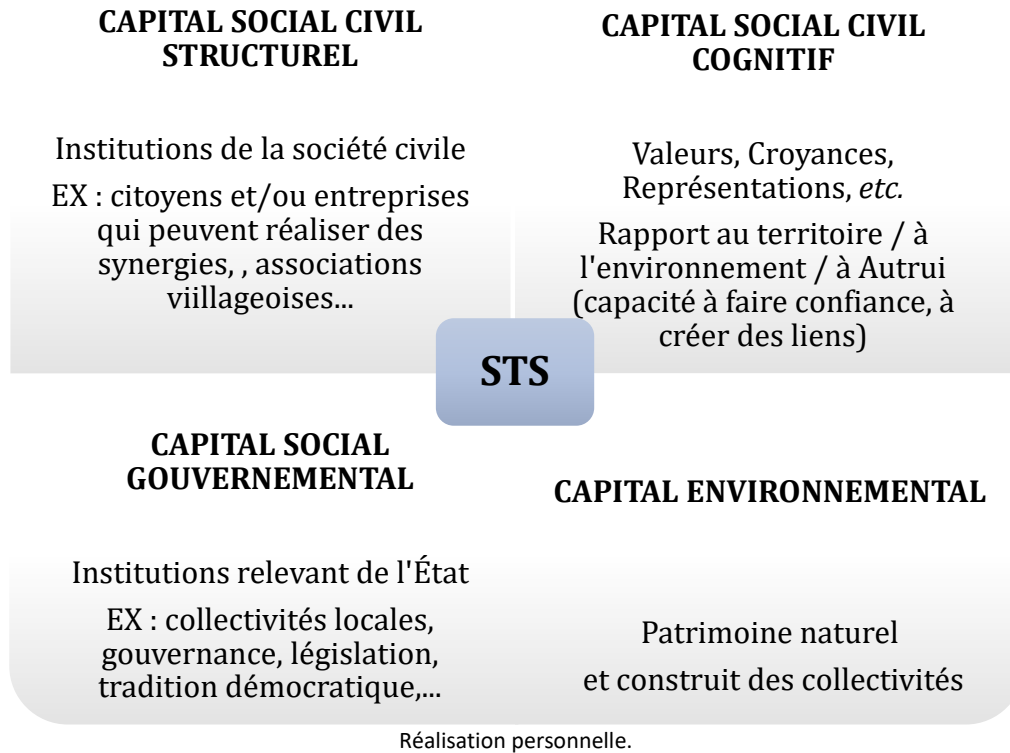 CAPITAL SOCIAL CIVIL
STRUCTUREL
Institutions de la société civile
EX : citoyens et/ou entreprises
qui peuvent réaliser des
synergies, , associations
viillageoises...
CAPITAL SOCIAL CIVIL
COGNITIF
Valeurs, Croyances,
Représentations, etc.
Rapport au territoire / à
l'environnement / à Autrui
(capacité à faire confiance, à
créer des liens)
STS
CAPITAL SOCIAL
GOUVERNEMENTAL
Institutions relevant de l'État
EX : collectivités locales,
gouvernance, législation,
tradition démocratique,...
CAPITAL ENVIRONNEMENTAL
Patrimoine naturel
et construit des collectivités
Réalisation personnelle.